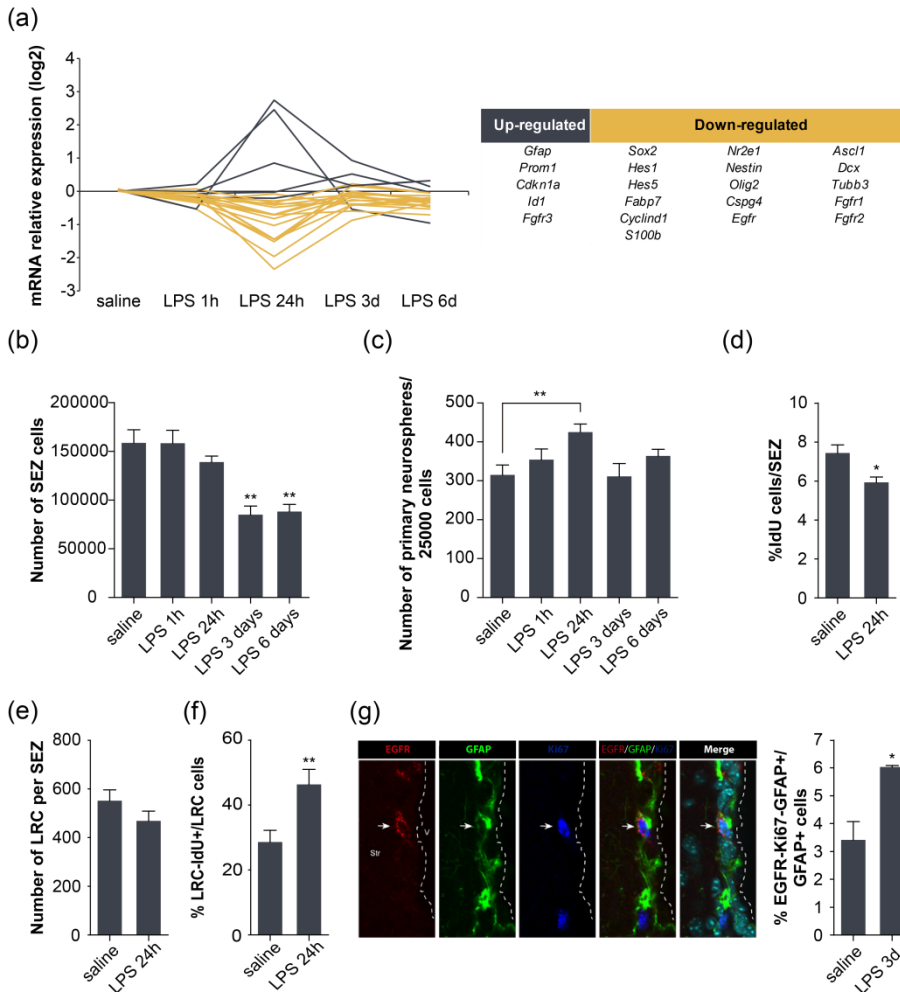 (a)
mRNA relative expression (log2)
4
3
2
1
0
-1
-2
-3
saline LPS 1h LPS 24h LPS 3d LPS 6d
Up-regulated Down-regulated
Gfap Sox2 Nr2e1 Ascl1
Prom1 Hes1 Nestin Dcx
Cdkn1a Hes5 Olig2 Tubb3
Id1 Fabp7 Cspg4 Fgfr1
Fgfr3 Cyclind1 Egfr Fgfr2
S100b
(b)
Number of SEZ cells
200000
150000
100000
50000
0
** **
saline LPS 1h LPS 24h LPS 3 days LPS 6 days
(c)
Number of primary neurospheres/
25000 cells
500
400
300
200
100
0
**
saline LPS 1h LPS 24h LPS 3 days LPS 6 days
(d)
%IdU cells/SEZ
10
8
6
4
2
0
*
saline LPS 24h
(e)
Number of LRC per SEZ
800
600
400
200
0
saline LPS 24h
(f)
% LRC-IdU+/LRC cells
60
40
20
0
**
saline LPS 24h
(g)
EGFR GFAP Ki67 EGFR/GFAP/Ki67 Merge
Str V
% EGFR-Ki67-GFAP+/
GFAP+ cells
7
6
5
4
3
2
1
0
*
saline LPS 3d